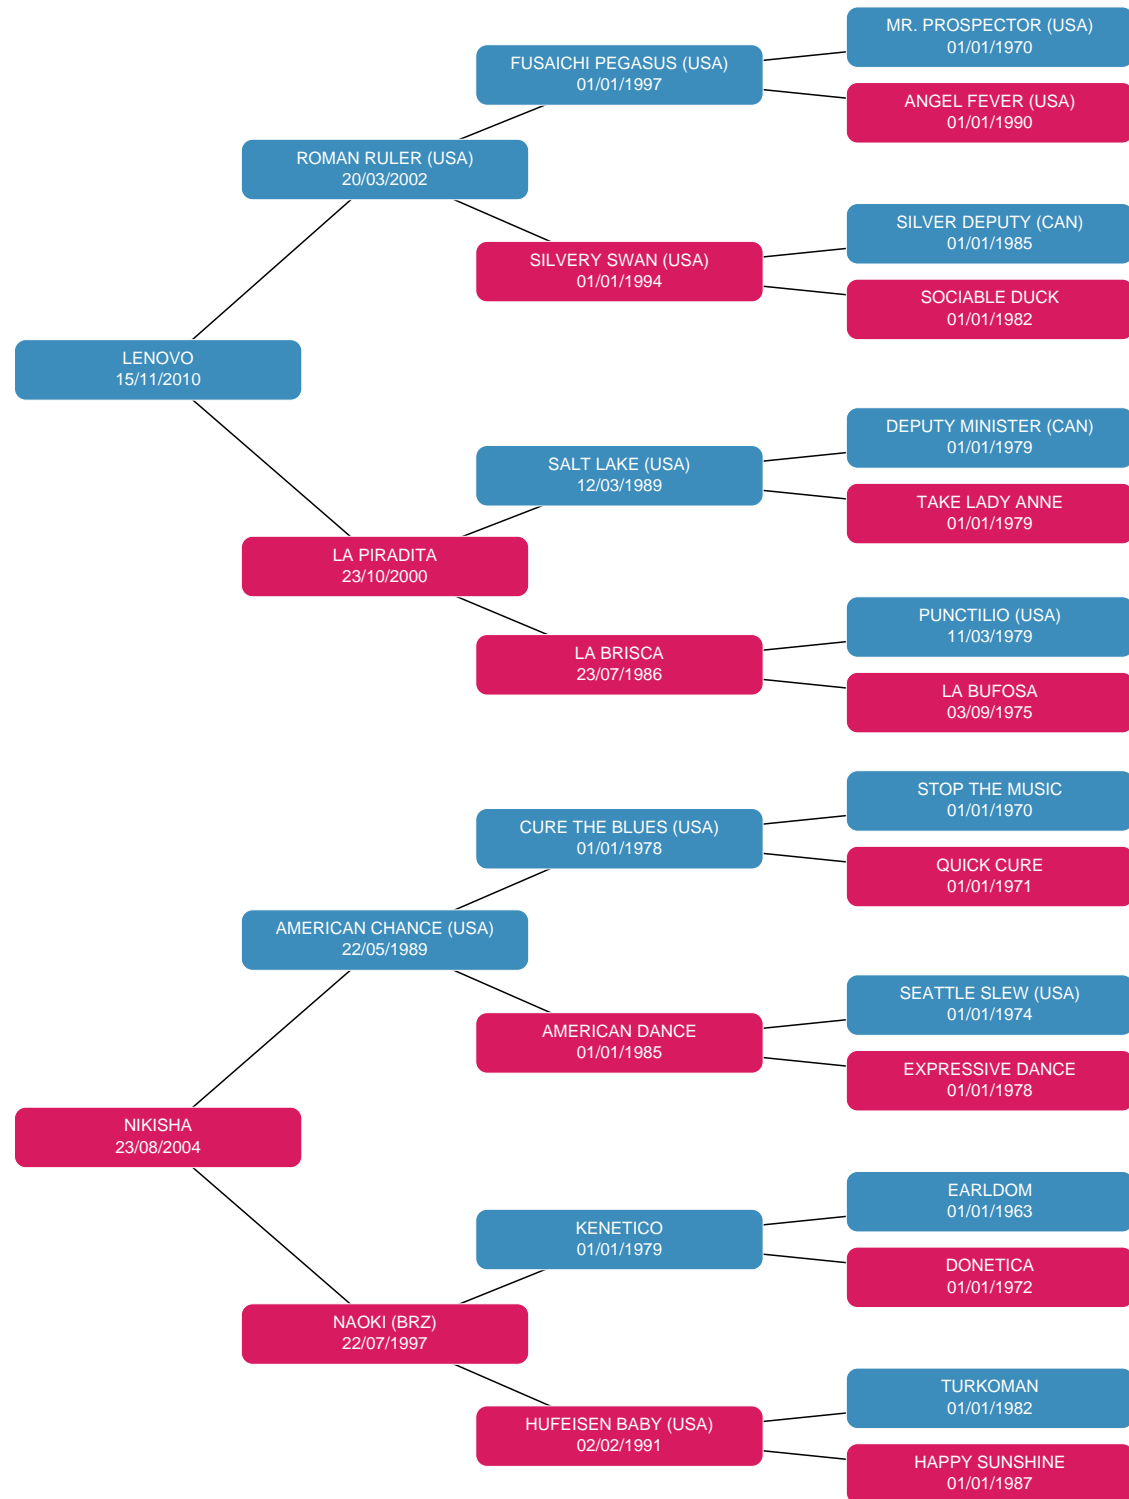 MR. PROSPECTOR (USA)
01/01/1970
FUSAICHI PEGASUS (USA)
01/01/1997
ANGEL FEVER (USA)
01/01/1990
ROMAN RULER (USA)
20/03/2002
SILVER DEPUTY (CAN)
01/01/1985
SILVERY SWAN (USA)
01/01/1994
SOCIABLE DUCK
01/01/1982
LENOVO
15/11/2010
DEPUTY MINISTER (CAN)
01/01/1979
SALT LAKE (USA)
12/03/1989
TAKE LADY ANNE
01/01/1979
LA PIRADITA
23/10/2000
PUNCTILIO (USA)
11/03/1979
LA BRISCA
23/07/1986
LA BUFOSA
03/09/1975
STOP THE MUSIC
01/01/1970
CURE THE BLUES (USA)
01/01/1978
QUICK CURE
01/01/1971
AMERICAN CHANCE (USA)
22/05/1989
SEATTLE SLEW (USA)
01/01/1974
AMERICAN DANCE
01/01/1985
EXPRESSIVE DANCE
01/01/1978
NIKISHA
23/08/2004
EARLDOM
01/01/1963
KENETICO
01/01/1979
DONETICA
01/01/1972
NAOKI (BRZ)
22/07/1997
TURKOMAN
01/01/1982
HUFEISEN BABY (USA)
02/02/1991
HAPPY SUNSHINE
01/01/1987